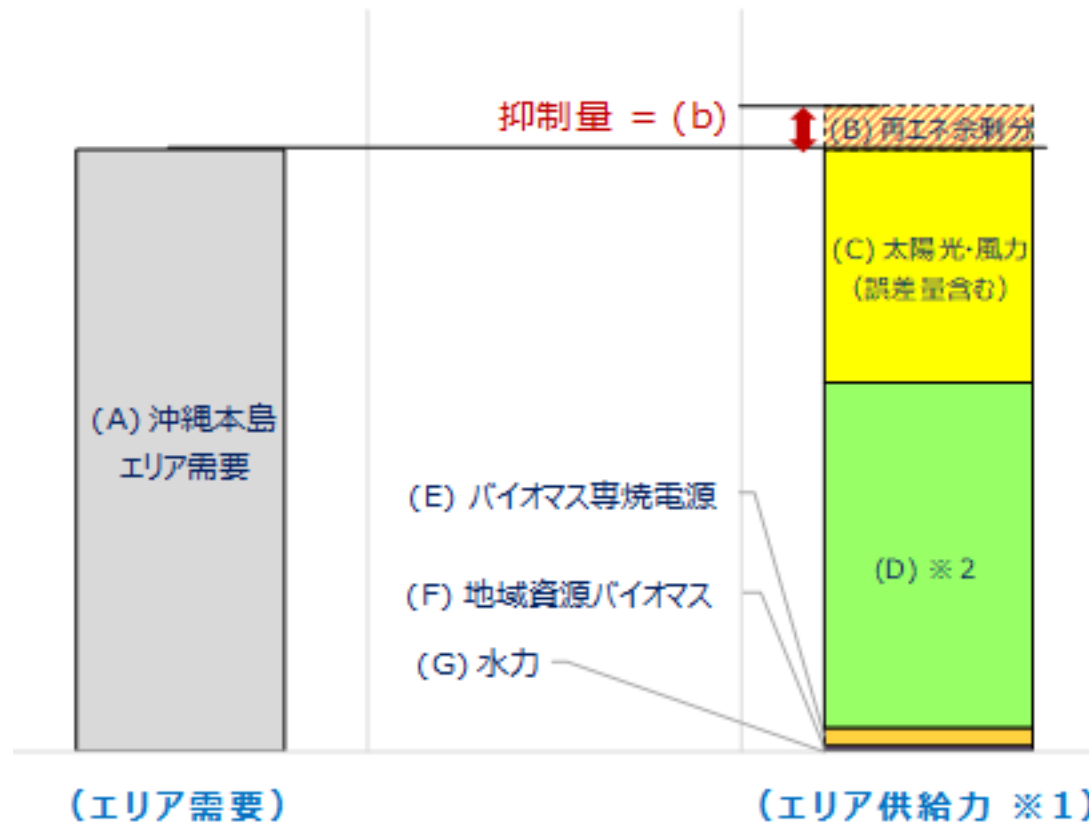 抑制量 = (b)
(B) 再エネ余剰分
(C) 太陽光・風力
(誤差量含む)
(A) 沖縄本島
エリア需要
(E) バイオマス専焼電源
(D) ※2
(F) 地域資源バイオマス
(G) 水力
(エリア需要)
(エリア供給力 ※1)